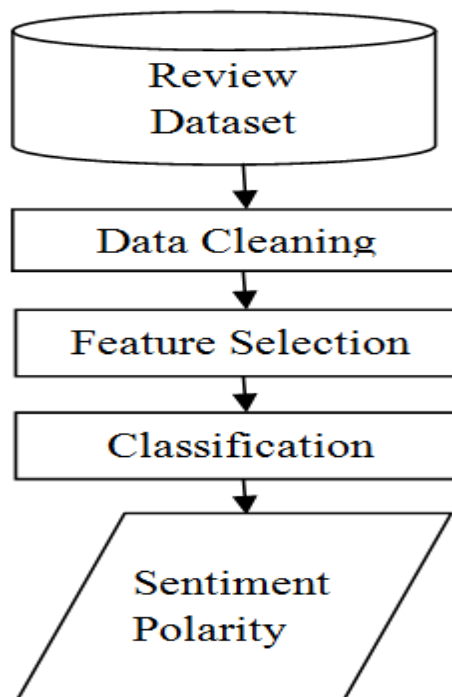 Review
Dataset
Data Cleaning
Feature Selection
Classification
Sentiment
Polarity